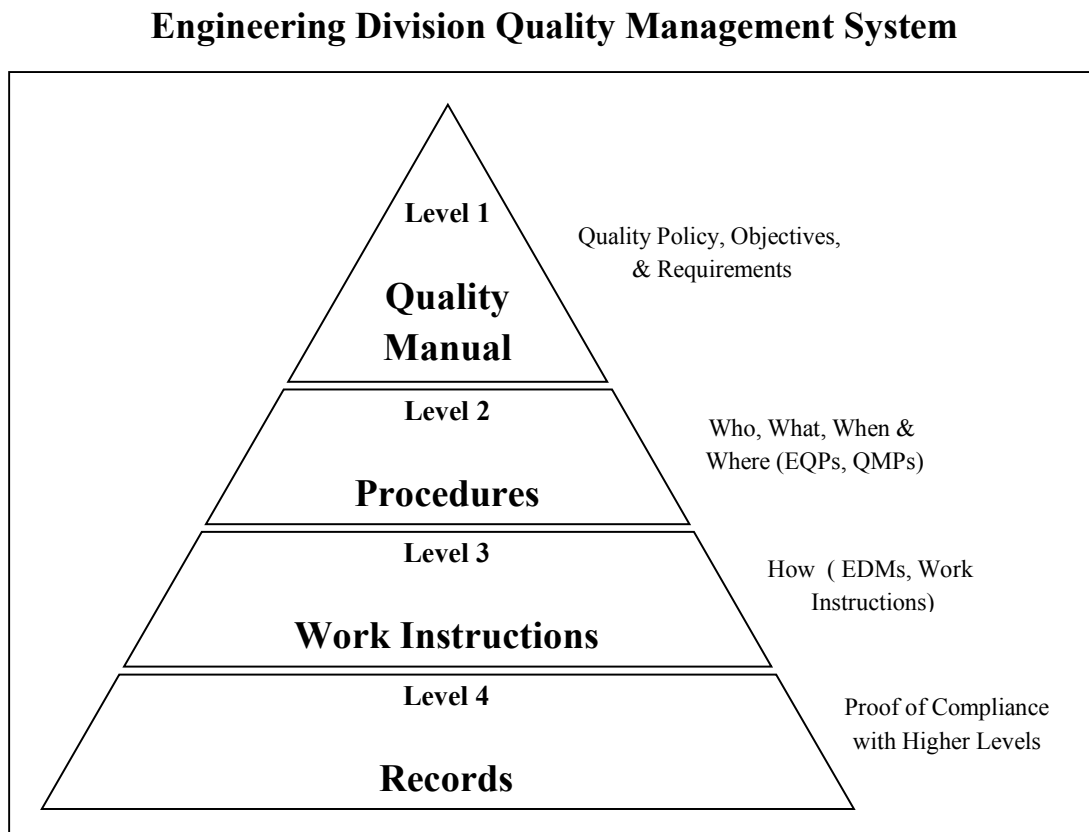 Engineering Division Quality Management System
Level 1
Quality
Manual
Quality Policy, Objectives,
& Requirements
Level 2
Procedures
Who, What, When &
Where (EQPs, QMPs)
Level 3
Work Instructions
How ( EDMs, Work
Instructions)
Level 4
Records
Proof of Compliance
with Higher Levels